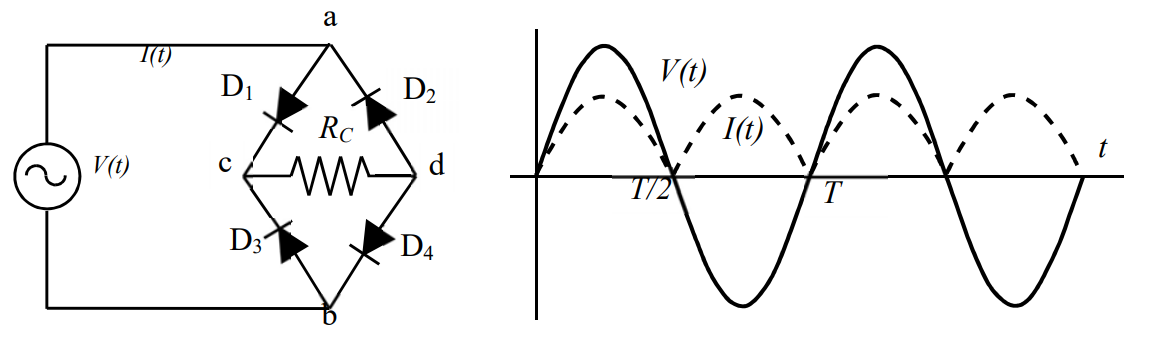 a
I(t)
D1
D2
RC
c
d
V(t)
D3
D4
b
V(t)
I(t)
t
T/2
T